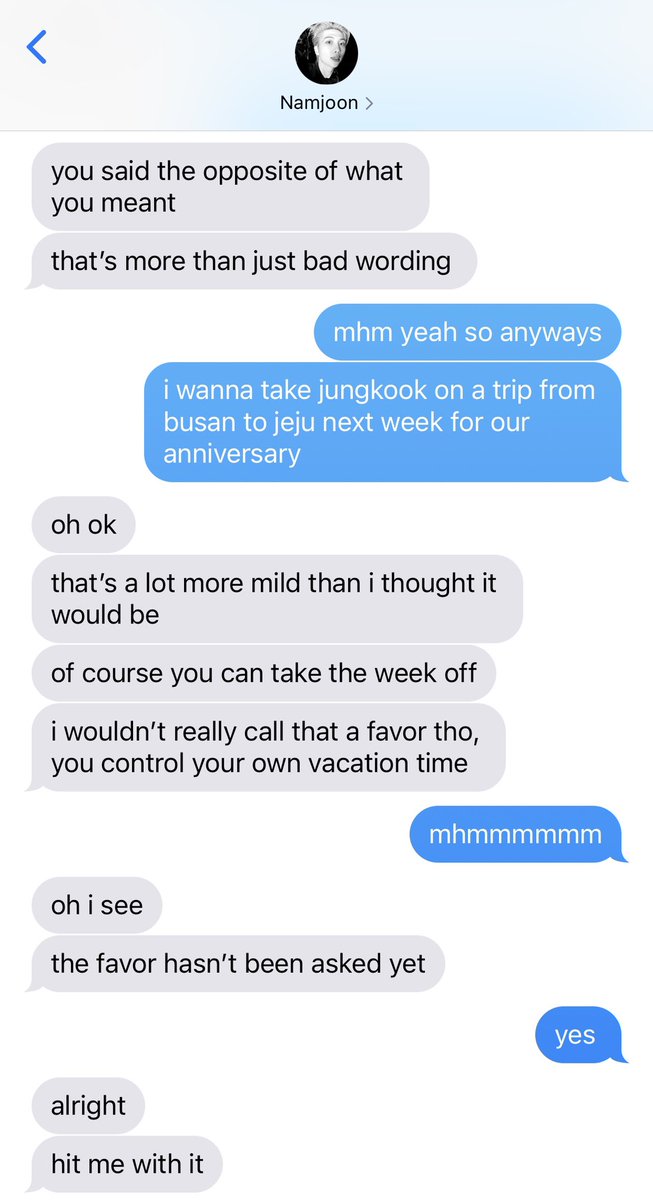 Namjoon
you said the opposite of what
you meant
that’s more than just bad wording
mhm yeah so anyways
i wanna take jungkook on a trip from
busan to jeju next week for our
anniversary
oh ok
that’s a lot more mild than i thought it
would be
of course you can take the week off
i wouldn’t really call that a favor tho,
you control your own vacation time
mhmmmmmm
oh i see
the favor hasn’t been asked yet
yes
alright
hit me with it